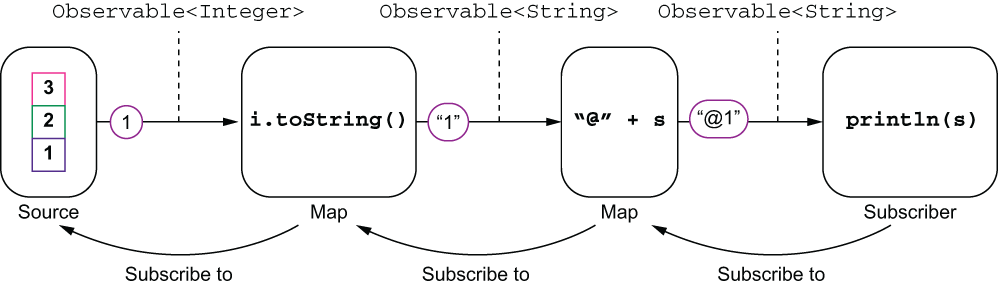 Observable<Integer>
Observable<String>
Observable<String>
3
2
1
1
i.toString()
“1”
“@” + s
“@1”
println(s)
Source
Map
Map
Subscriber
Subscribe to
Subscribe to
Subscribe to